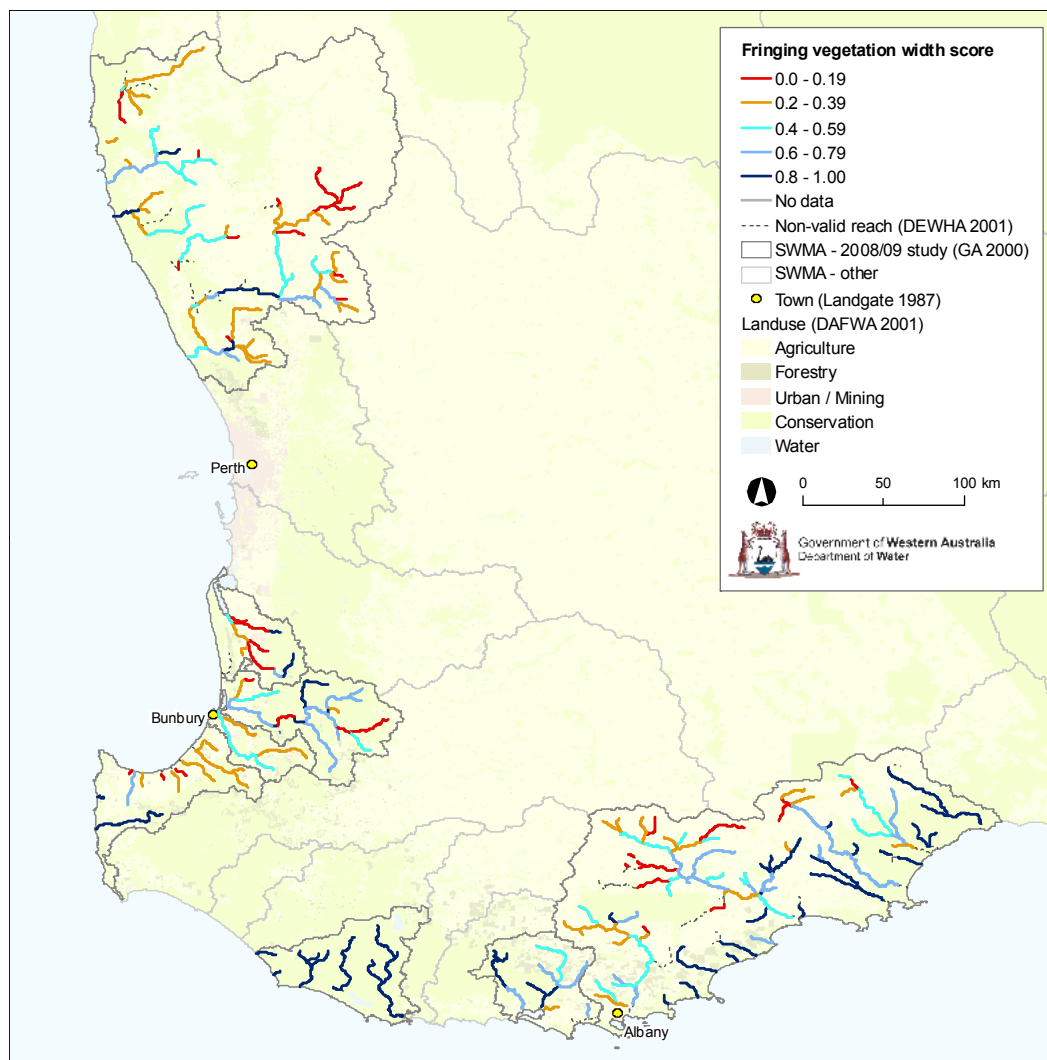 Fringing vegetation width score
0.0 - 0.19
0.2 - 0.39
0.4 - 0.59
0.6 - 0.79
0.8 - 1.00
No data
Non-valid reach (DEWHA 2001)
SWMA - 2008/09 study (GA 2000)
SWMA - other
Town (Landgate 1987)
Landuse (DAFWA 2001)
Agriculture
Forestry
Urban / Mining
Conservation
Water
0 50 100 km
Government of Western Australia
Department of Water
Perth
Bunbury
Albany